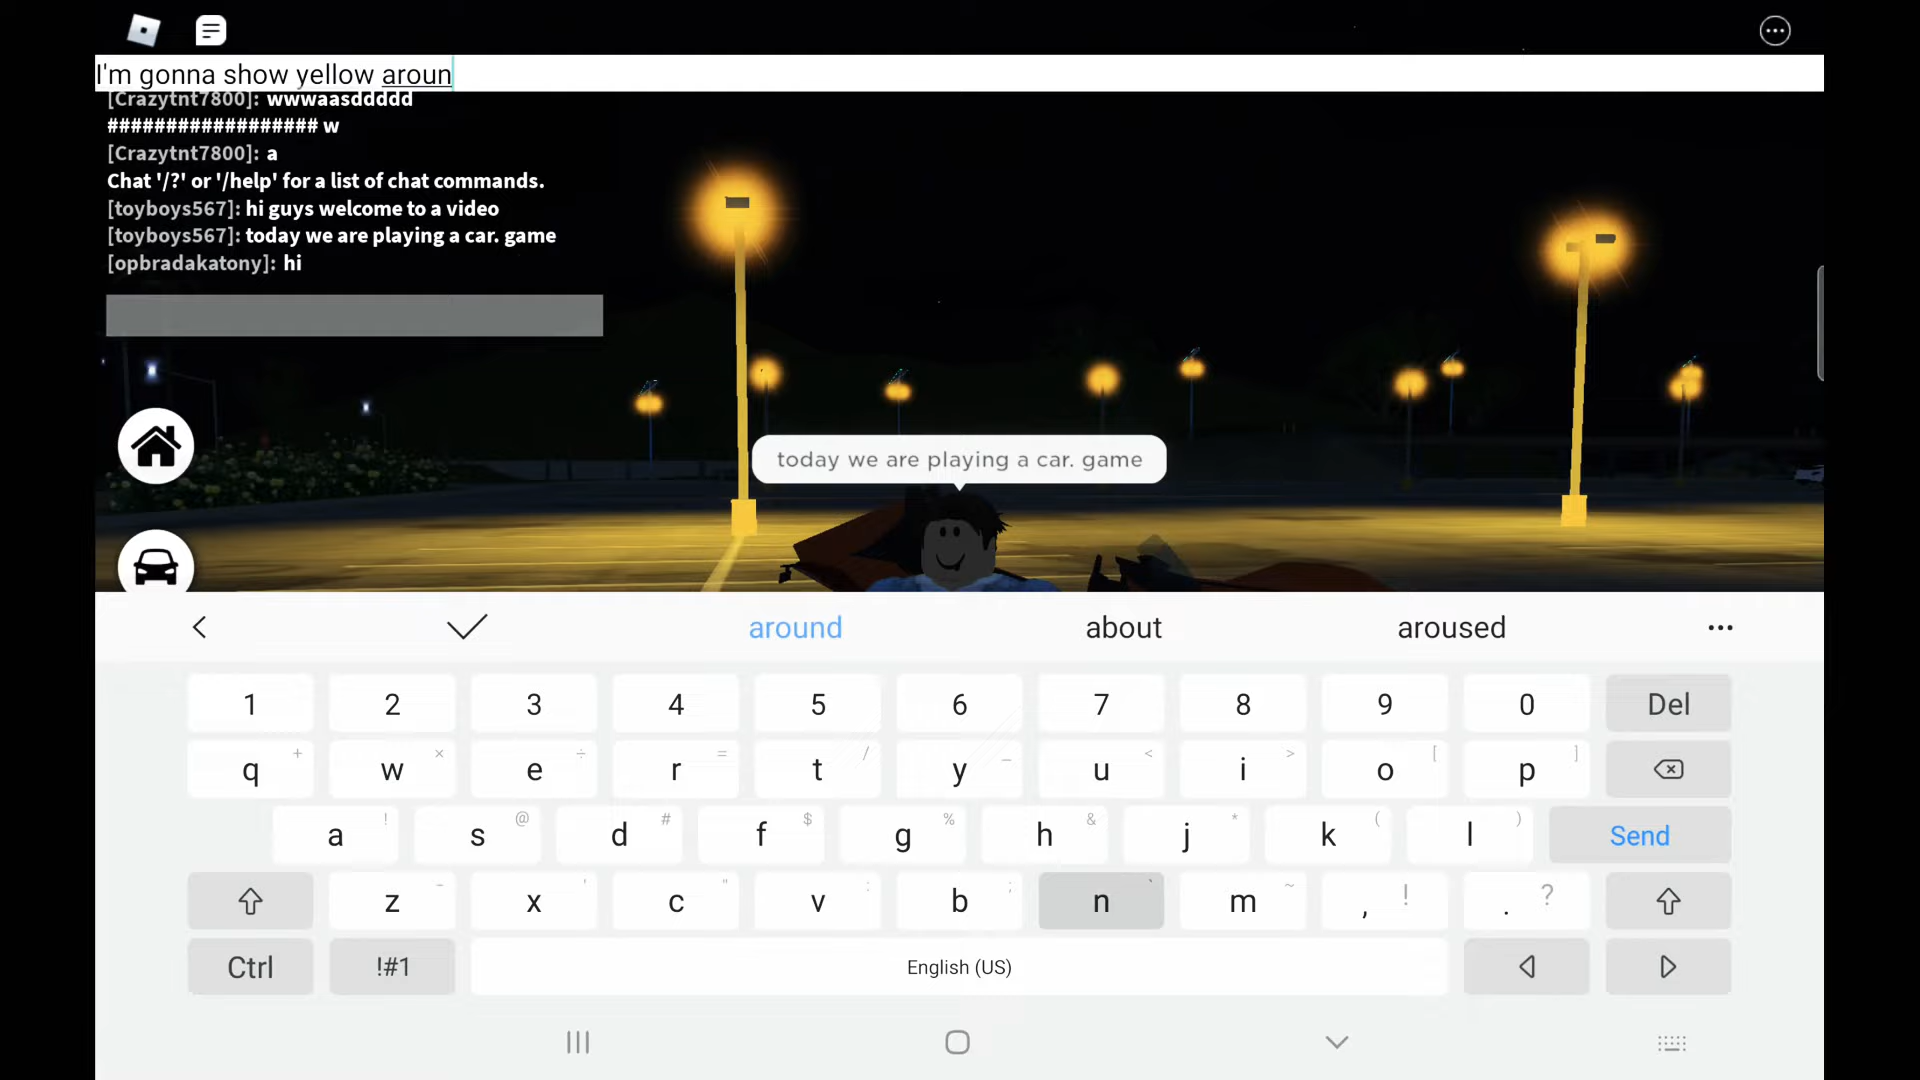 I'm gonna show yellow aroun
[Crazytnt7800]: wwwaasddddd
################## w
[Crazytnt7800]: a
Chat '/?' or '/help' for a list of chat commands.
[toyboys567]: hi guys welcome to a video
[toyboys567]: today we are playing a car. game
[opbradakatony]: hi
today we are playing a car. game
around about aroused
1 2 3 4 5 6 7 8 9 0 Del
q + w × e ÷ r = t / y _ u < i > o [ p ]
a ! s @ d # f $ g % h & j * k ( l ) Send
z - x ' c " v : b ; n ` m ~ , ! . ?
Ctrl !#1 English (US)